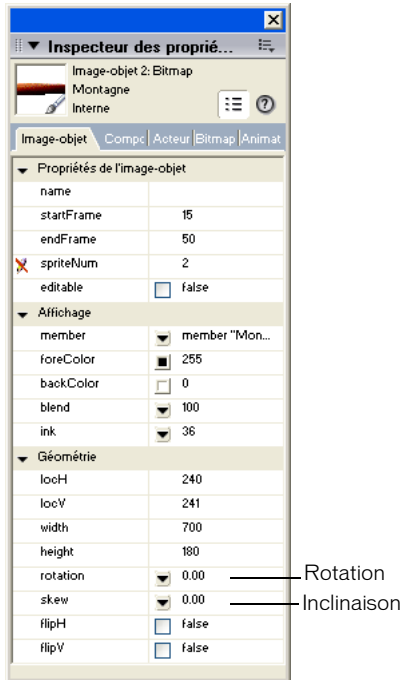 Inspecteur des proprié...
Image-objet 2: Bitmap
Montagne
Interne
Image-objet Compo Acteur Bitmap Animat
Propriétés de l'image-objet
name
startFrame 15
endFrame 50
spriteNum 2
editable false
Affichage
member member "Mon...
foreColor 255
backColor 0
blend 100
ink 36
Géométrie
locH 240
locV 241
width 700
height 180
rotation 0.00 Rotation
skew 0.00 Inclinaison
flipH false
flipV false